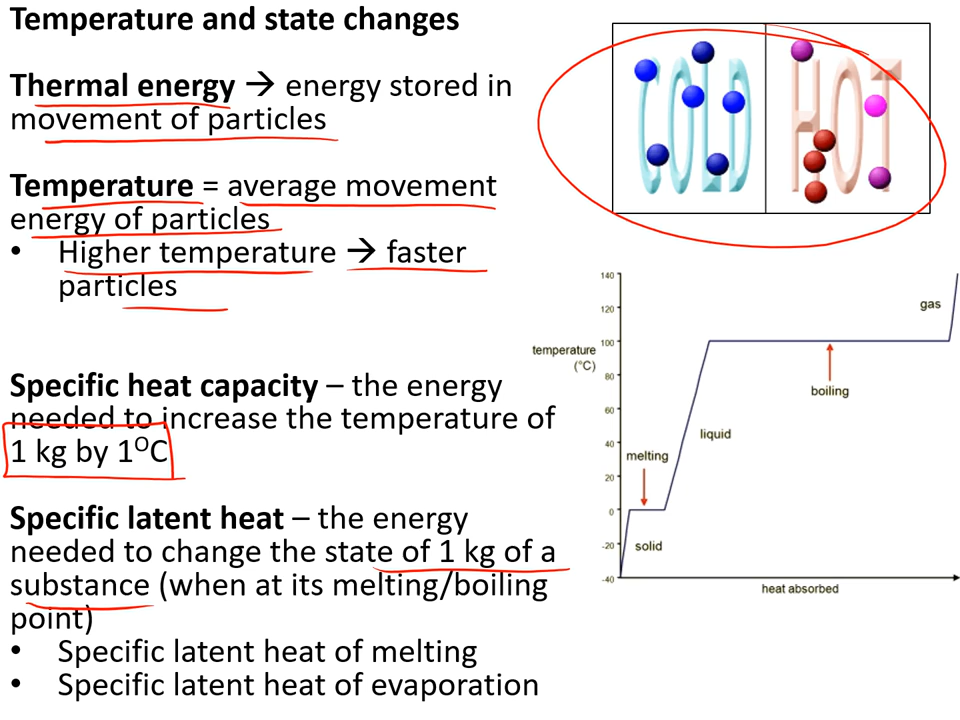 Temperature and state changes
Thermal energy → energy stored in
movement of particles
Temperature = average movement
energy of particles
• Higher temperature → faster
particles
Specific heat capacity – the energy
needed to increase the temperature of
1 kg by 1ᴼC
Specific latent heat – the energy
needed to change the state of 1 kg of a
substance (when at its melting/boiling
point)
• Specific latent heat of melting
• Specific latent heat of evaporation
COLD
HOT
140
120
100
80
60
40
20
0
-20
-40
temperature
(°C)
gas
boiling
liquid
melting
solid
heat absorbed